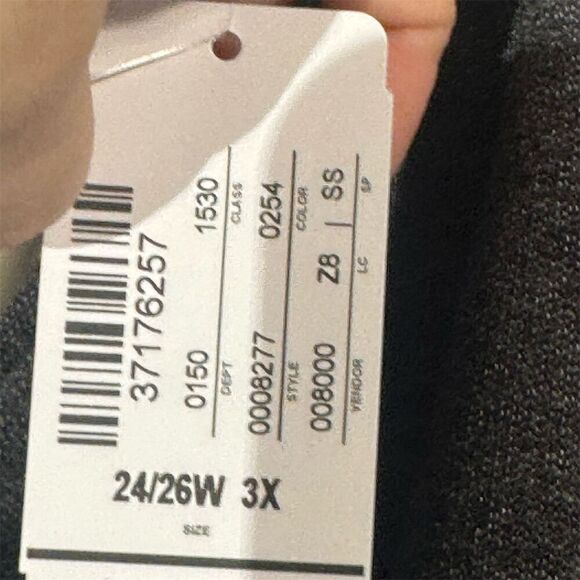 37176257
0150 1530
DEPT CLASS
0008277 0254
STYLE COLOR
008000 Z8 | SS
VENDOR LC SP
24/26W 3X
SIZE